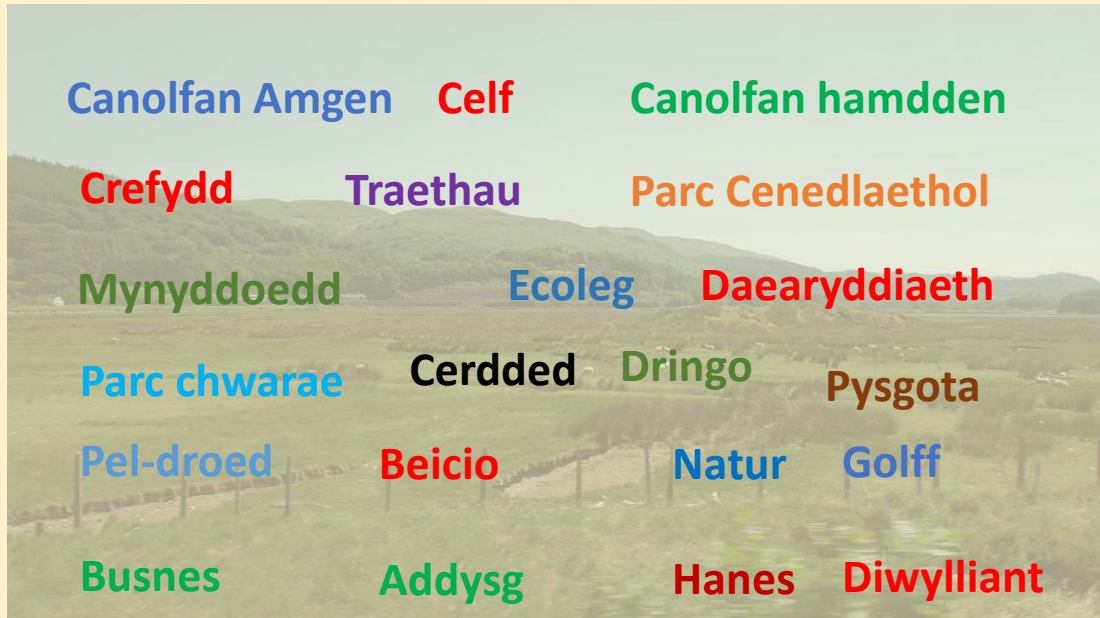 Canolfan Amgen Celf Canolfan hamdden
Crefydd Traethau Parc Cenedlaethol
Mynyddoedd Ecoleg Daearyddiaeth
Parc chwarae Cerdded Dringo Pysgota
Pel-droed Beicio Natur Golff
Busnes Addysg Hanes Diwylliant